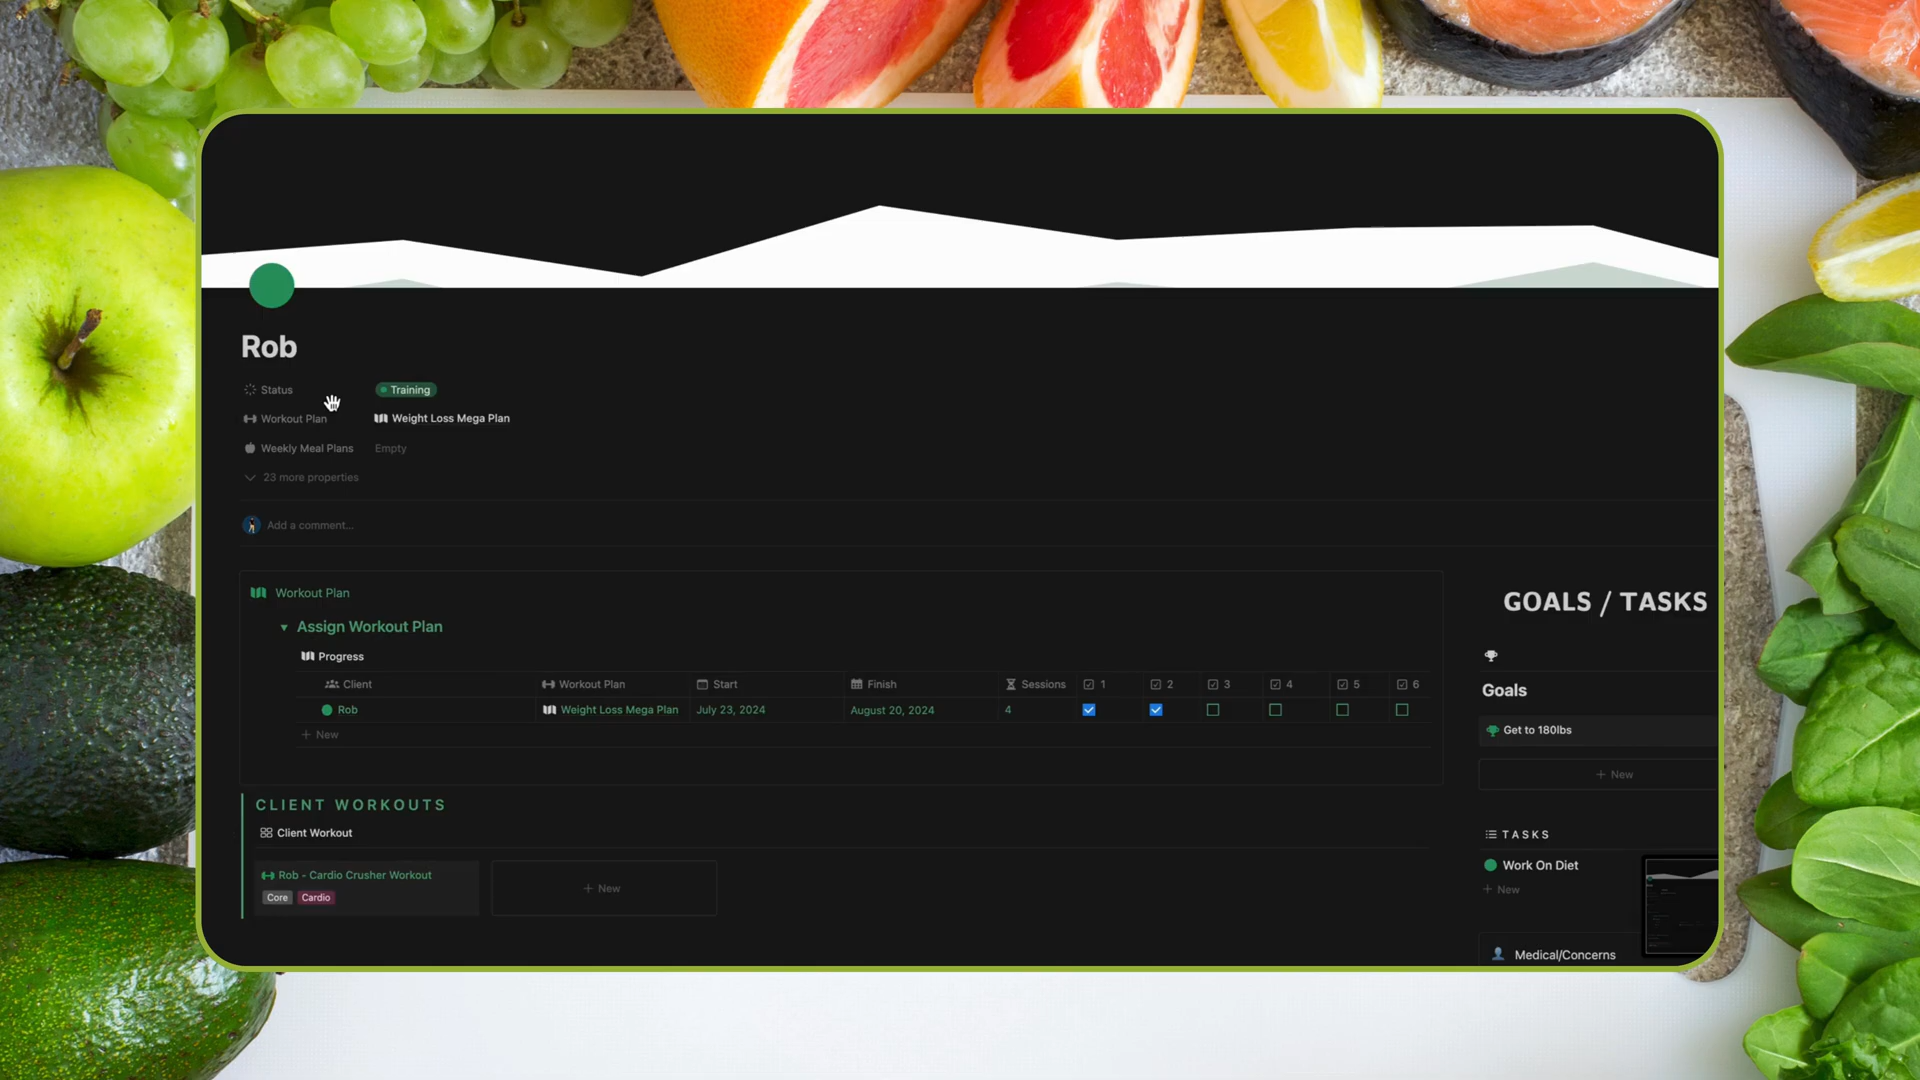 Rob
Status Training
Workout Plan Weight Loss Mega Plan
Weekly Meal Plans Empty
23 more properties
Add a comment...
Workout Plan
Assign Workout Plan
Progress
Client Workout Plan Start Finish Sessions 1 2 3 4 5 6
Rob Weight Loss Mega Plan July 23, 2024 August 20, 2024 4
+ New
CLIENT WORKOUTS
Client Workout
Rob - Cardio Crusher Workout
Core Cardio
+ New
GOALS / TASKS
Goals
Get to 180lbs
+ New
TASKS
Work On Diet
+ New
Medical/Concerns